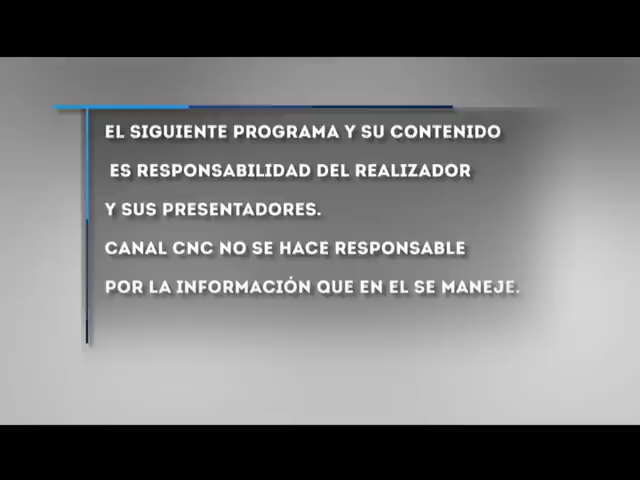 EL SIGUIENTE PROGRAMA Y SU CONTENIDO
ES RESPONSABILIDAD DEL REALIZADOR
Y SUS PRESENTADORES.
CANAL CNC NO SE HACE RESPONSABLE
POR LA INFORMACIÓN QUE EN EL SE MANEJE.